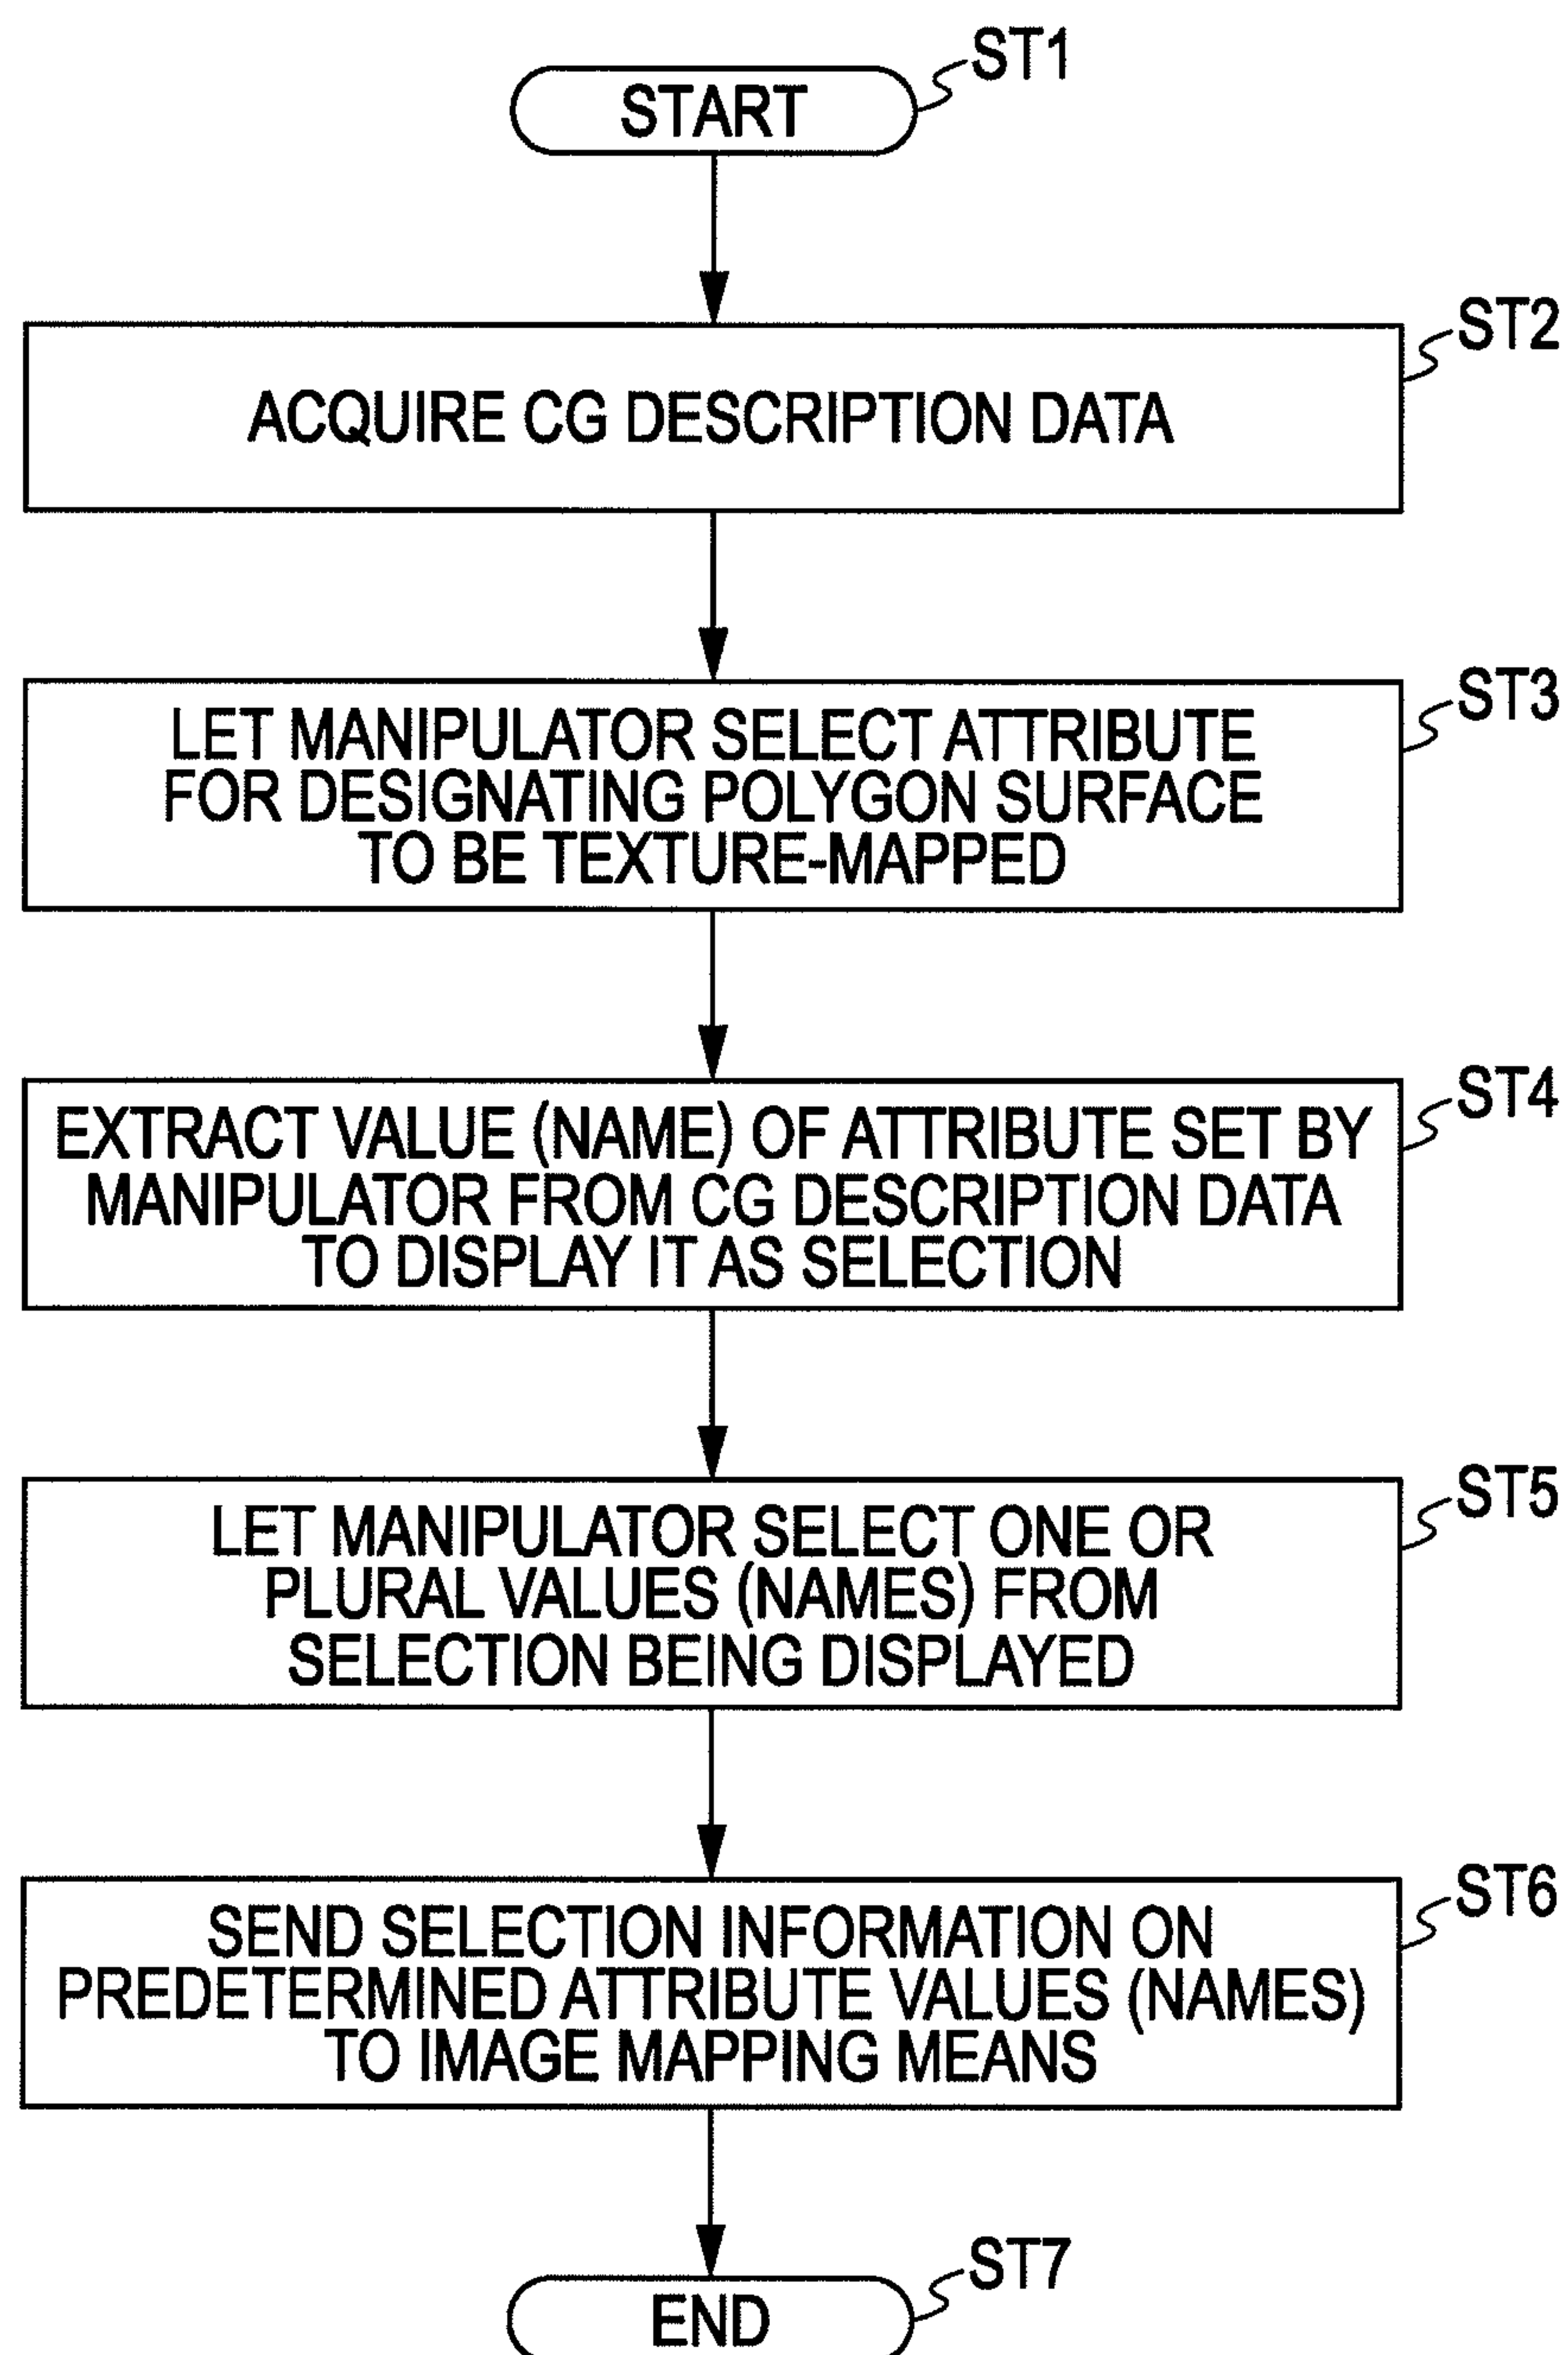 ST1
START
ST2
ACQUIRE CG DESCRIPTION DATA
ST3
LET MANIPULATOR SELECT ATTRIBUTE
FOR DESIGNATING POLYGON SURFACE
TO BE TEXTURE-MAPPED
ST4
EXTRACT VALUE (NAME) OF ATTRIBUTE SET BY
MANIPULATOR FROM CG DESCRIPTION DATA
TO DISPLAY IT AS SELECTION
ST5
LET MANIPULATOR SELECT ONE OR
PLURAL VALUES (NAMES) FROM
SELECTION BEING DISPLAYED
ST6
SEND SELECTION INFORMATION ON
PREDETERMINED ATTRIBUTE VALUES (NAMES)
TO IMAGE MAPPING MEANS
ST7
END